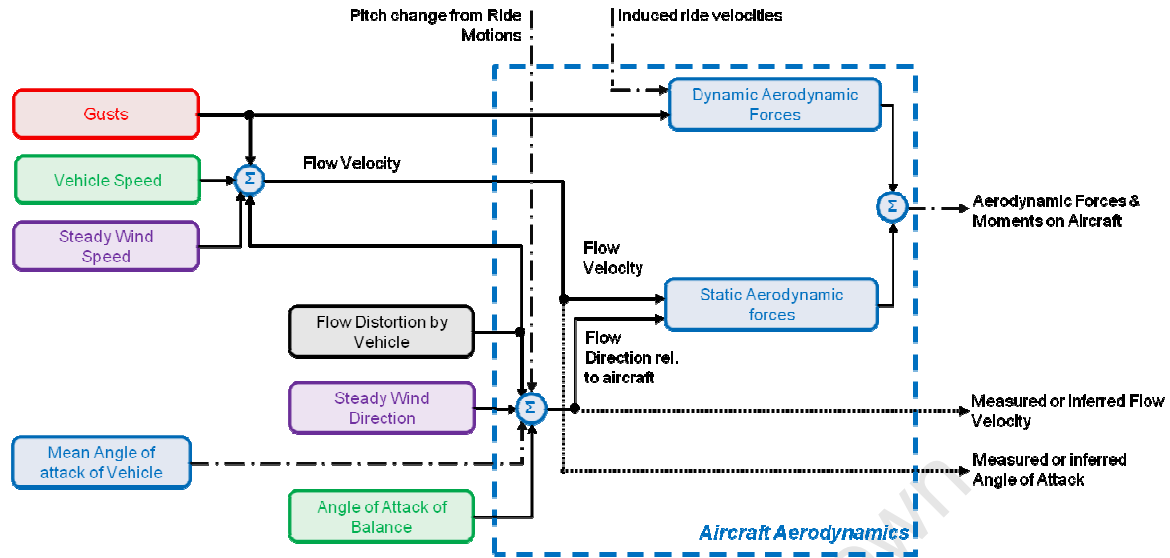 Pitch change from Ride
Motions
Induced ride velocities
Gusts
Dynamic Aerodynamic
Forces
Vehicle Speed
Σ
Flow Velocity
Steady Wind
Speed
Σ
Aerodynamic Forces &
Moments on Aircraft
Flow
Velocity
Static Aerodynamic
forces
Flow Distortion by
Vehicle
Flow
Direction rel.
to aircraft
Steady Wind
Direction
Σ
Measured or Inferred Flow
Velocity
Mean Angle of
attack of Vehicle
Measured or inferred
Angle of Attack
Angle of Attack of
Balance
Aircraft Aerodynamics
own